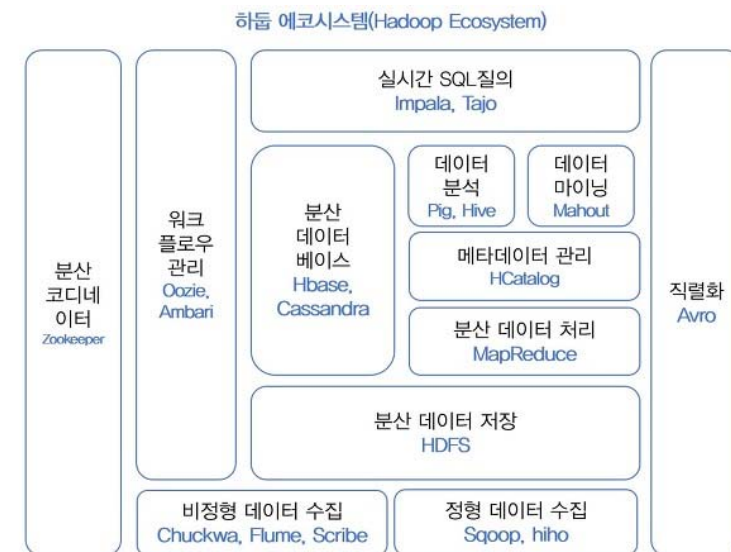 하둡 에코시스템(Hadoop Ecosystem)
분산
코디네
이터
Zookeeper
워크
플로우
관리
Oozie,
Ambari
실시간 SQL질의
Impala, Tajo
분산
데이터
베이스
Hbase,
Cassandra
데이터
분석
Pig, Hive
데이터
마이닝
Mahout
메타데이터 관리
HCatalog
분산 데이터 처리
MapReduce
분산 데이터 저장
HDFS
비정형 데이터 수집
Chuckwa, Flume, Scribe
정형 데이터 수집
Sqoop, hiho
직렬화
Avro